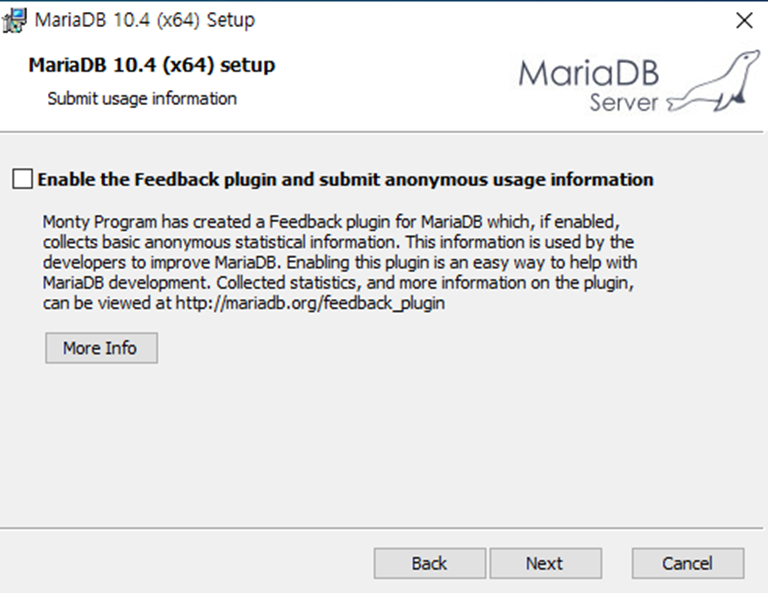 MariaDB 10.4 (x64) Setup
MariaDB 10.4 (x64) setup
Submit usage information
MariaDB
Server
Enable the Feedback plugin and submit anonymous usage information
Monty Program has created a Feedback plugin for MariaDB which, if enabled,
collects basic anonymous statistical information. This information is used by the
developers to improve MariaDB. Enabling this plugin is an easy way to help with
MariaDB development. Collected statistics, and more information on the plugin,
can be viewed at http://mariadb.org/feedback_plugin
More Info
Back Next Cancel